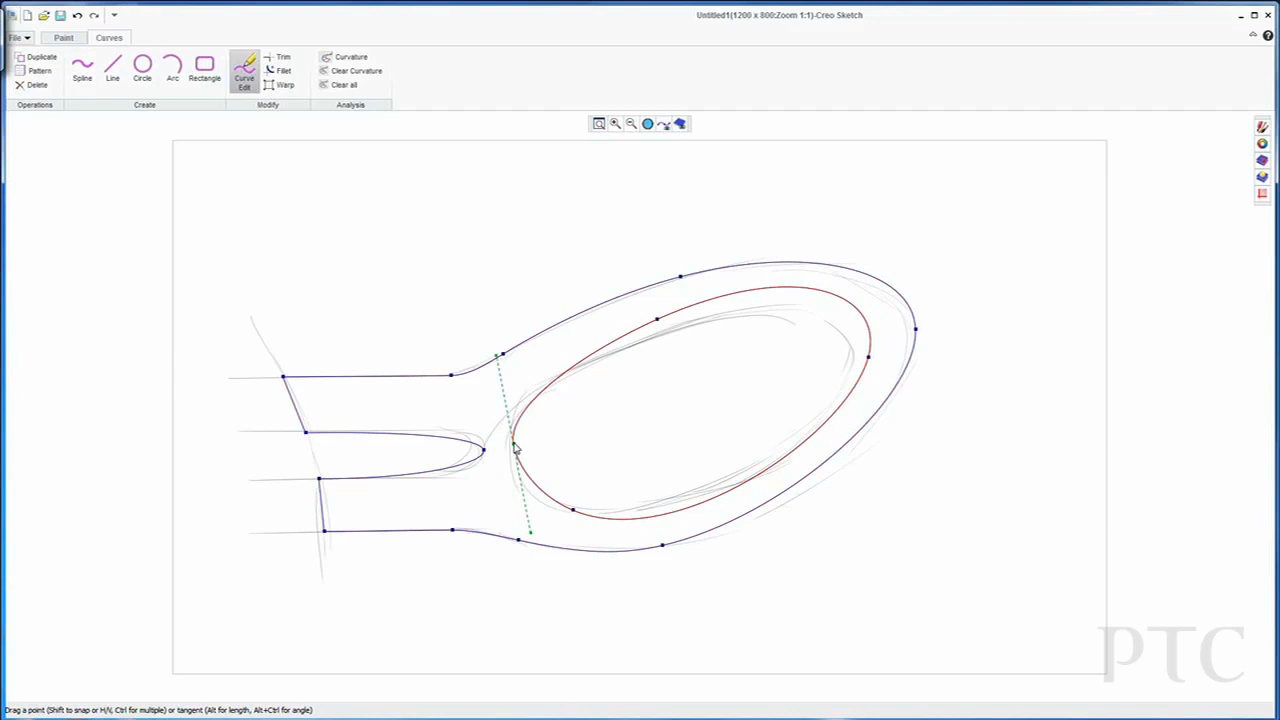 Untitled1(1200 x 800:Zoom 1:1)-Creo Sketch
File
Paint
Curves
Duplicate
Pattern
Delete
Operations
Spline
Line
Circle
Arc
Rectangle
Create
Curve
Edit
Trim
Fillet
Warp
Modify
Curvature
Clear Curvature
Clear all
Analysis
PTC
Drag a point (Shift to snap or H/V, Ctrl for multiple) or tangent (Alt for length, Alt+Ctrl for angle)